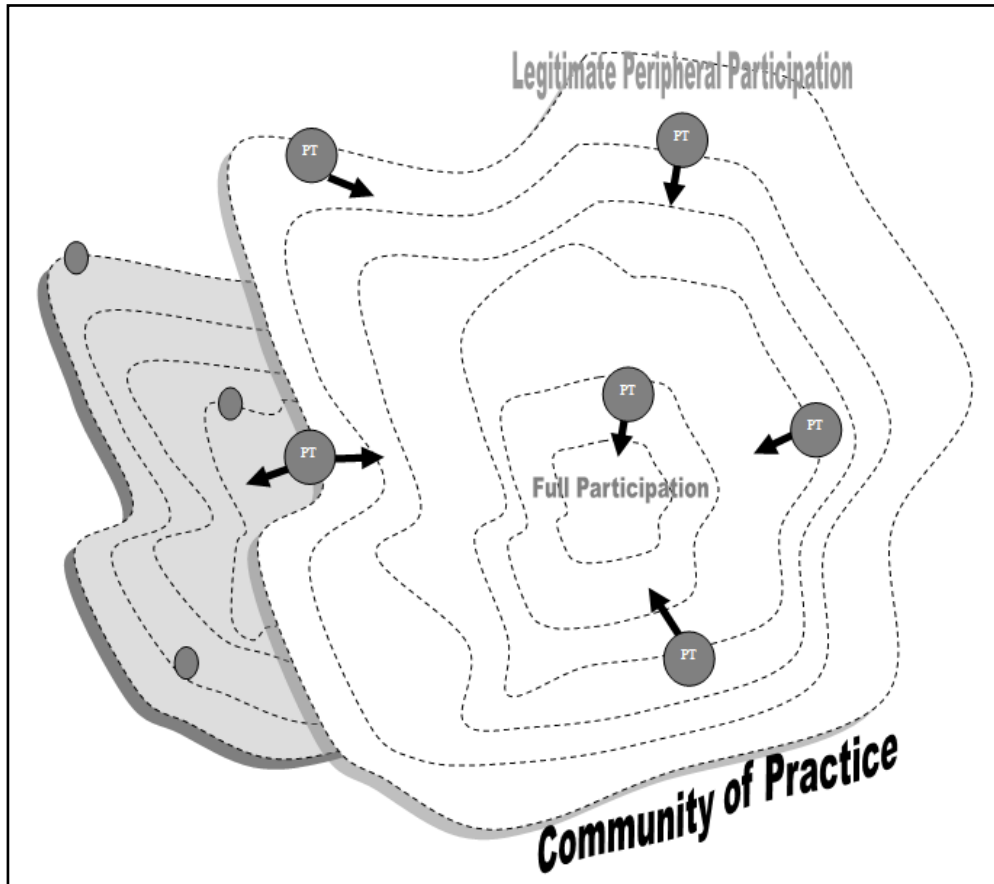 Legitimate Peripheral Participation
PT
PT
PT
PT
PT
Full Participation
PT
Community of Practice